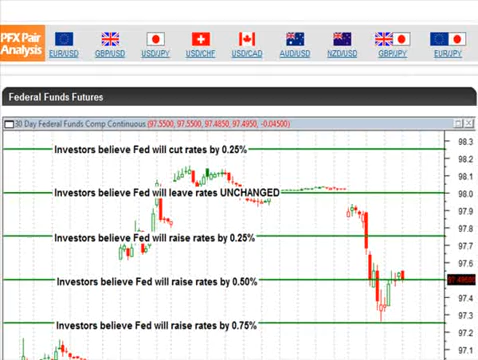 PFX Pair
Analysis
EUR/USD GBP/USD USD/JPY USD/CHF USD/CAD AUD/USD NZD/USD GBP/JPY EUR/JPY
Federal Funds Futures
30 Day Federal Funds Comp Continuous (97.5500, 97.5500, 97.4850, 97.4950, -0.04500)
Investors believe Fed will cut rates by 0.25%
Investors believe Fed will leave rates UNCHANGED
Investors believe Fed will raise rates by 0.25%
Investors believe Fed will raise rates by 0.50%
Investors believe Fed will raise rates by 0.75%
98.3
98.2
98.1
98.0
97.9
97.8
97.7
97.6
97.4
97.3
97.2
97.1